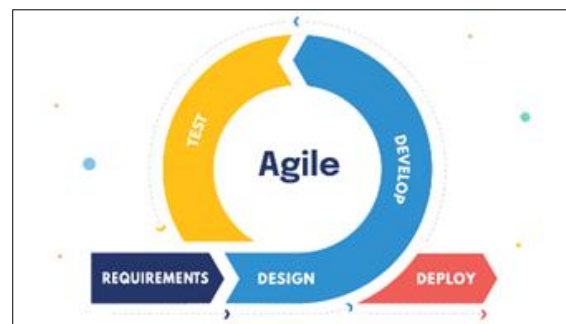 TEST
Agile
DEVELOP
REQUIREMENTS
DESIGN
DEPLOY